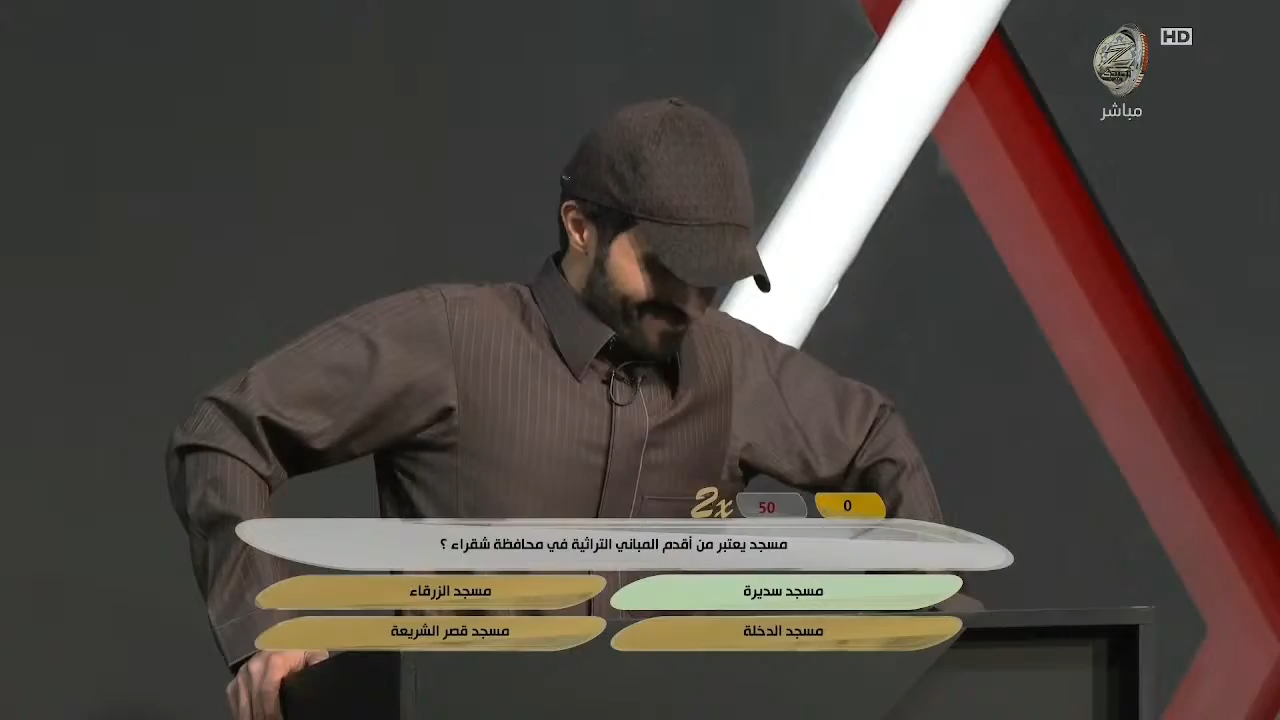 HD
مباشر
2x 50 0
مسجد يعتبر من أقدم المباني التراثية في محافظة شقراء ؟
مسجد سديرة
مسجد الزرقاء
مسجد الدخلة
مسجد قصر الشريعة